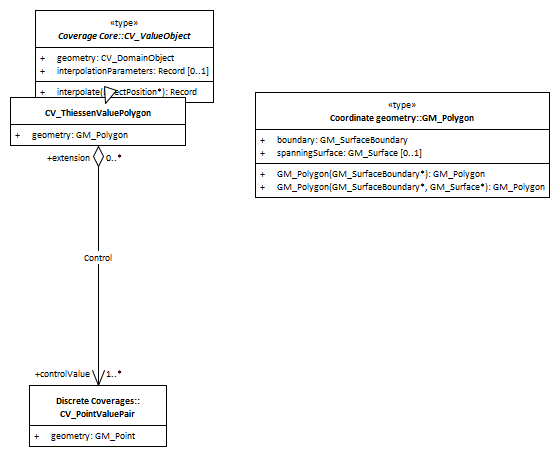 «type»
Coverage Core::CV_ValueObject
+ geometry: CV_DomainObject
+ interpolationParameters: Record [0..1]
+ interpolate( ectPosition*): Record
CV_ThiessenValuePolygon
+ geometry: GM_Polygon
+extension 0..*
Control
+controlValue 1..*
Discrete Coverages::
CV_PointValuePair
+ geometry: GM_Point
«type»
Coordinate geometry::GM_Polygon
+ boundary: GM_SurfaceBoundary
+ spanningSurface: GM_Surface [0..1]
+ GM_Polygon(GM_SurfaceBoundary*): GM_Polygon
+ GM_Polygon(GM_SurfaceBoundary*, GM_Surface*): GM_Polygon